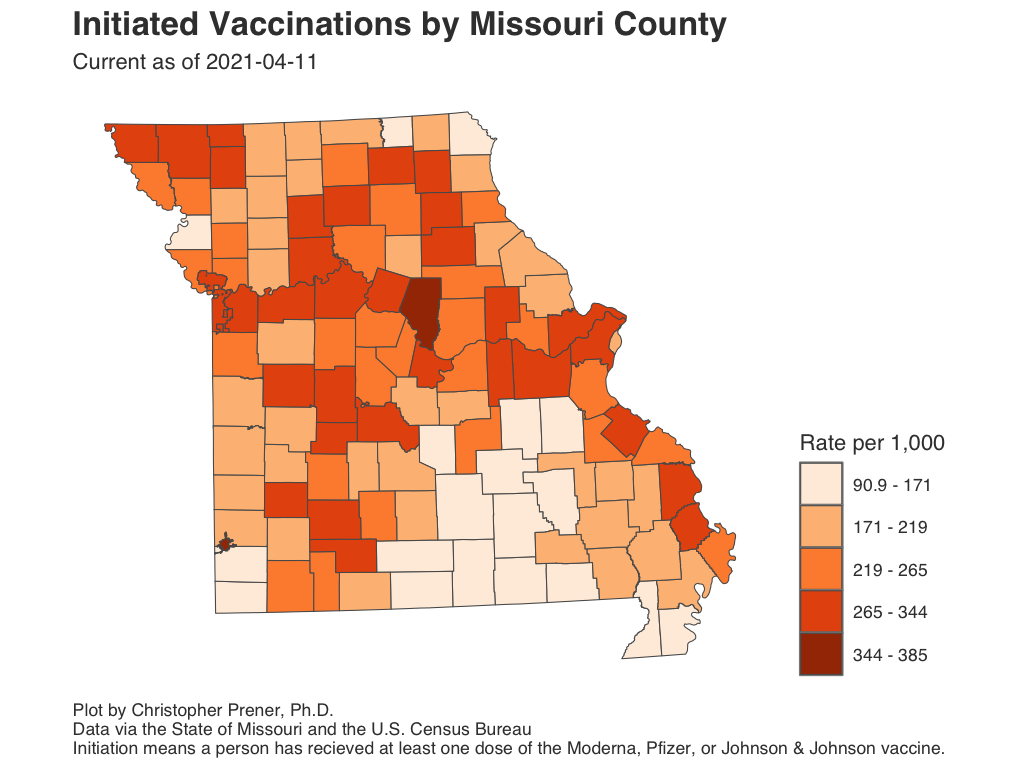 Initiated Vaccinations by Missouri County
Current as of 2021-04-11
Rate per 1,000
90.9 - 171
171 - 219
219 - 265
265 - 344
344 - 385
Plot by Christopher Prener, Ph.D.
Data via the State of Missouri and the U.S. Census Bureau
Initiation means a person has recieved at least one dose of the Moderna, Pfizer, or Johnson & Johnson vaccine.